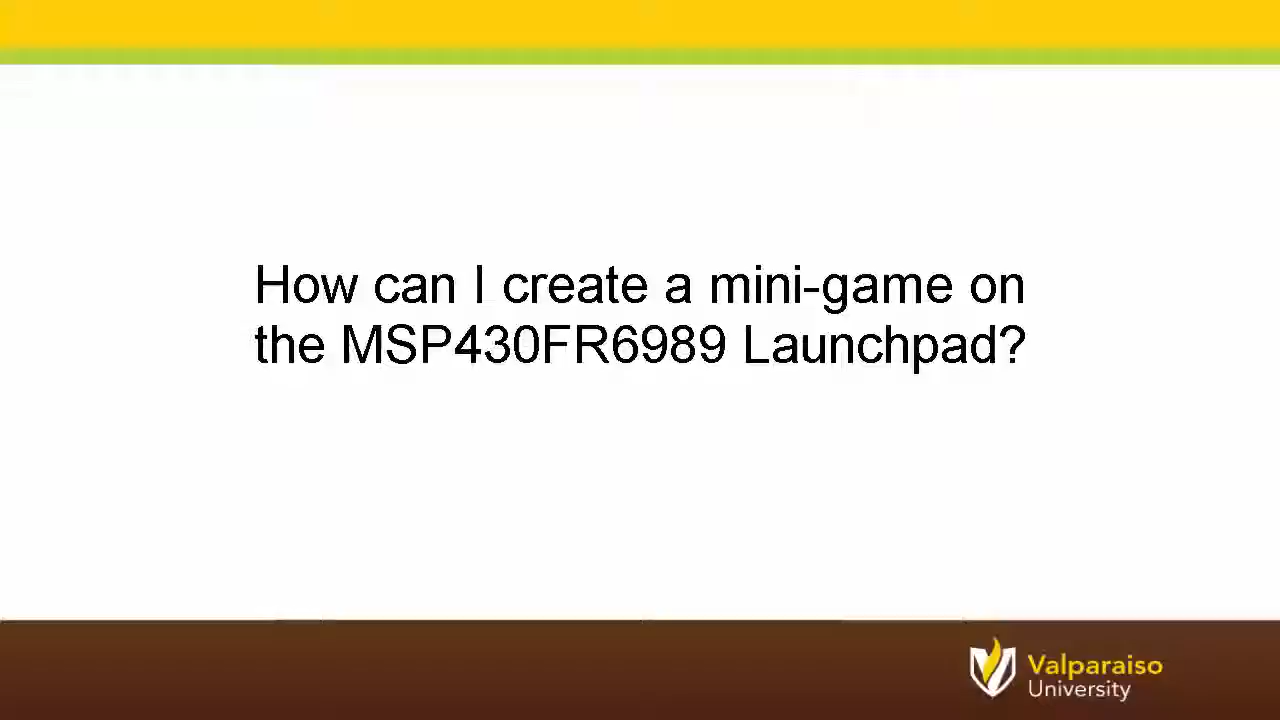 How can I create a mini-game on
the MSP430FR6989 Launchpad?
Valparaiso
University